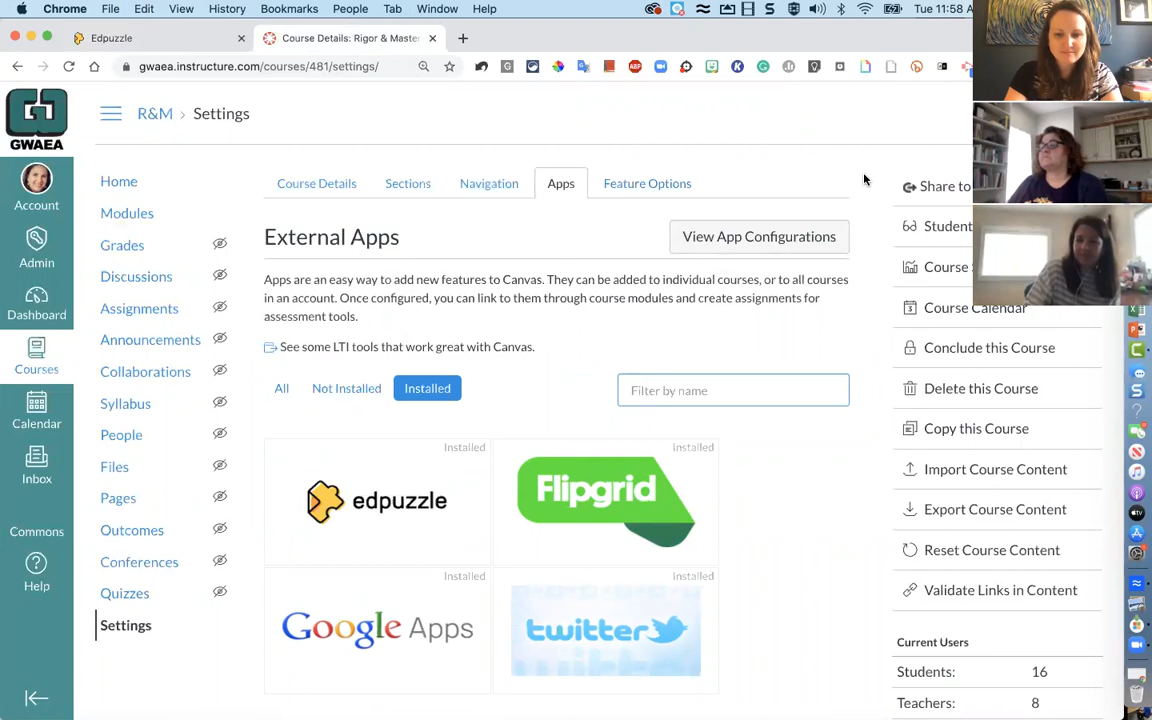 Chrome File Edit View History Bookmarks People Tab Window Help
Tue 11:58 A
Edpuzzle
Course Details: Rigor & Maste
gwaea.instructure.com/courses/481/settings/
ABP
GWAEA
Account
Admin
Dashboard
Courses
Calendar
Inbox
Commons
Help
R&M > Settings
Home
Modules
Grades
Discussions
Assignments
Announcements
Collaborations
Syllabus
People
Files
Pages
Outcomes
Conferences
Quizzes
Settings
Course Details Sections Navigation Apps Feature Options
External Apps
View App Configurations
Apps are an easy way to add new features to Canvas. They can be added to individual courses, or to all courses
in an account. Once configured, you can link to them through course modules and create assignments for
assessment tools.
See some LTI tools that work great with Canvas.
All Not Installed Installed
Filter by name
Installed
edpuzzle
Installed
Flipgrid
Installed
Google Apps
Installed
twitter
Share to
Student
Course
Course Calendar
Conclude this Course
Delete this Course
Copy this Course
Import Course Content
Export Course Content
Reset Course Content
Validate Links in Content
Current Users
Students: 16
Teachers: 8